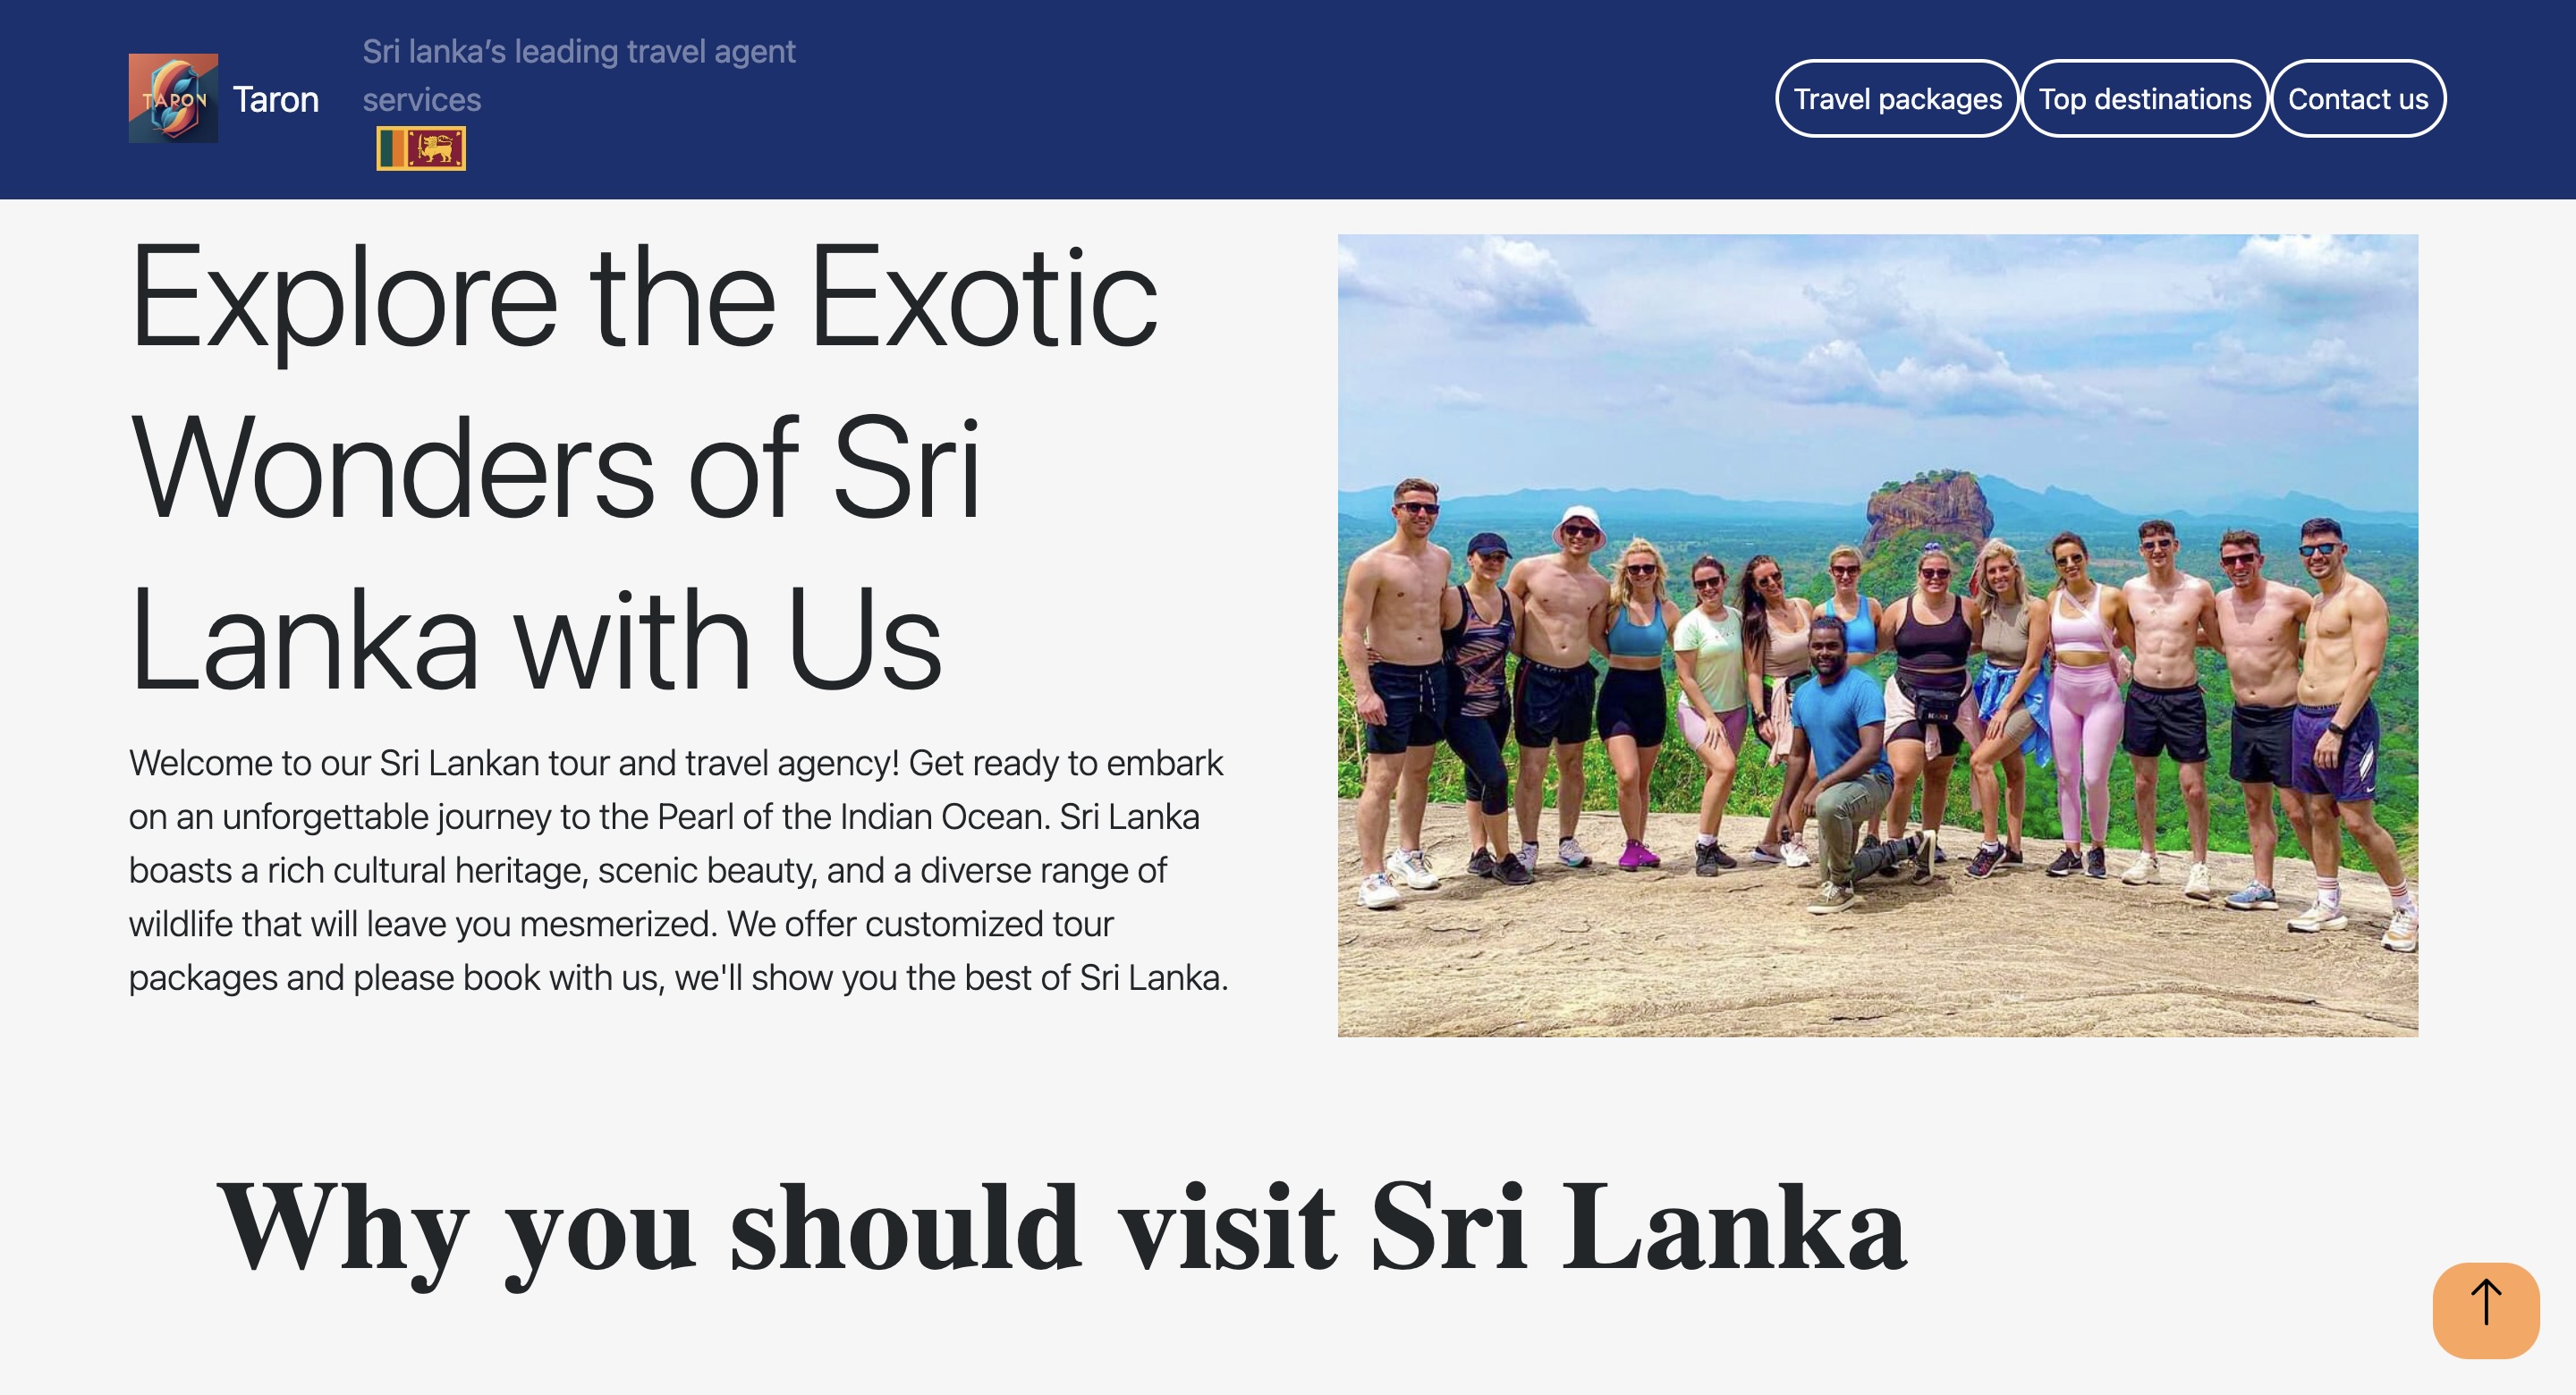 TARON
Taron
Sri lanka’s leading travel agent
services
Travel packages
Top destinations
Contact us
Explore the Exotic
Wonders of Sri
Lanka with Us
Welcome to our Sri Lankan tour and travel agency! Get ready to embark
on an unforgettable journey to the Pearl of the Indian Ocean. Sri Lanka
boasts a rich cultural heritage, scenic beauty, and a diverse range of
wildlife that will leave you mesmerized. We offer customized tour
packages and please book with us, we'll show you the best of Sri Lanka.
Why you should visit Sri Lanka